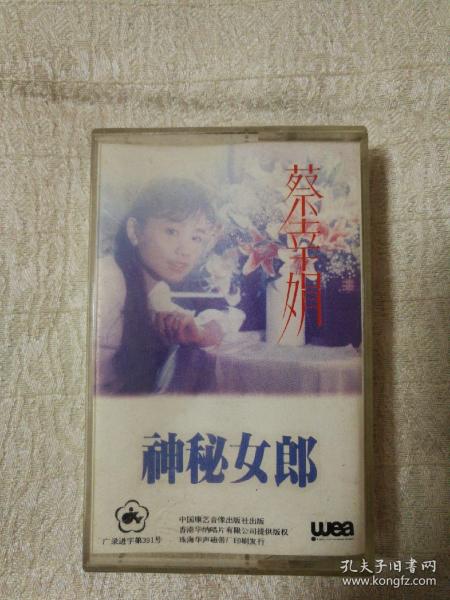 蔡幸娟
神秘女郎
中国康艺音像出版社出版
香港华纳唱片有限公司提供版权
珠海华声磁带厂印刷发行
广录进字第391号
wea
孔夫子旧书网
www.kongfz.com